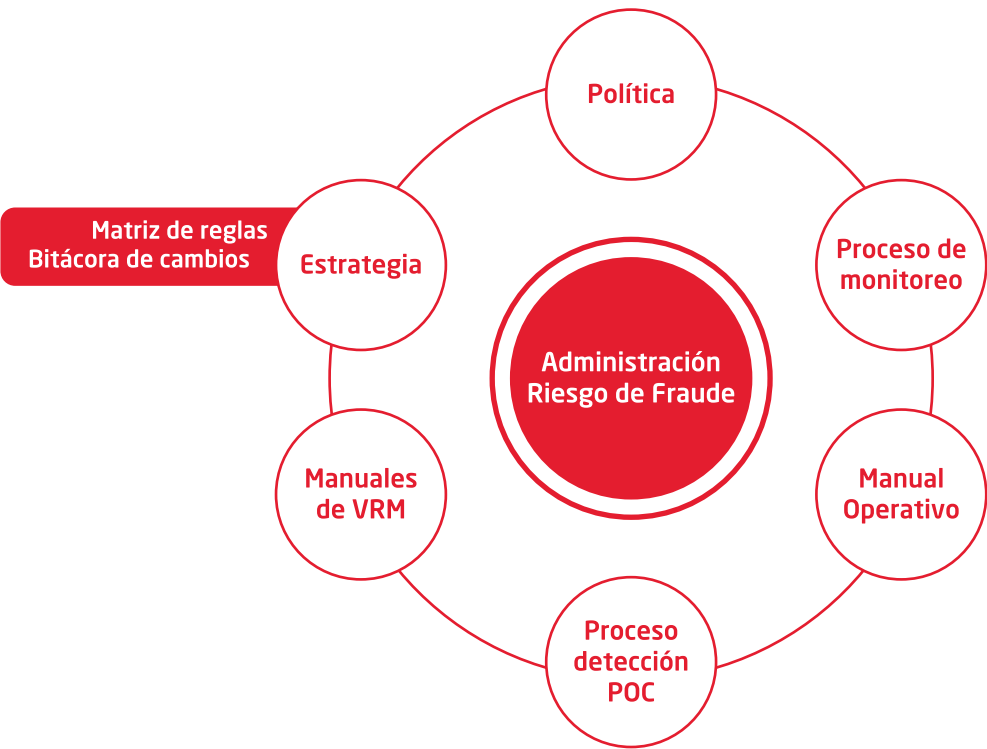 Política
Matriz de reglas
Bitácora de cambios
Estrategia
Proceso de
monitoreo
Administración
Riesgo de Fraude
Manuales
de VRM
Manual
Operativo
Proceso
detección
POC